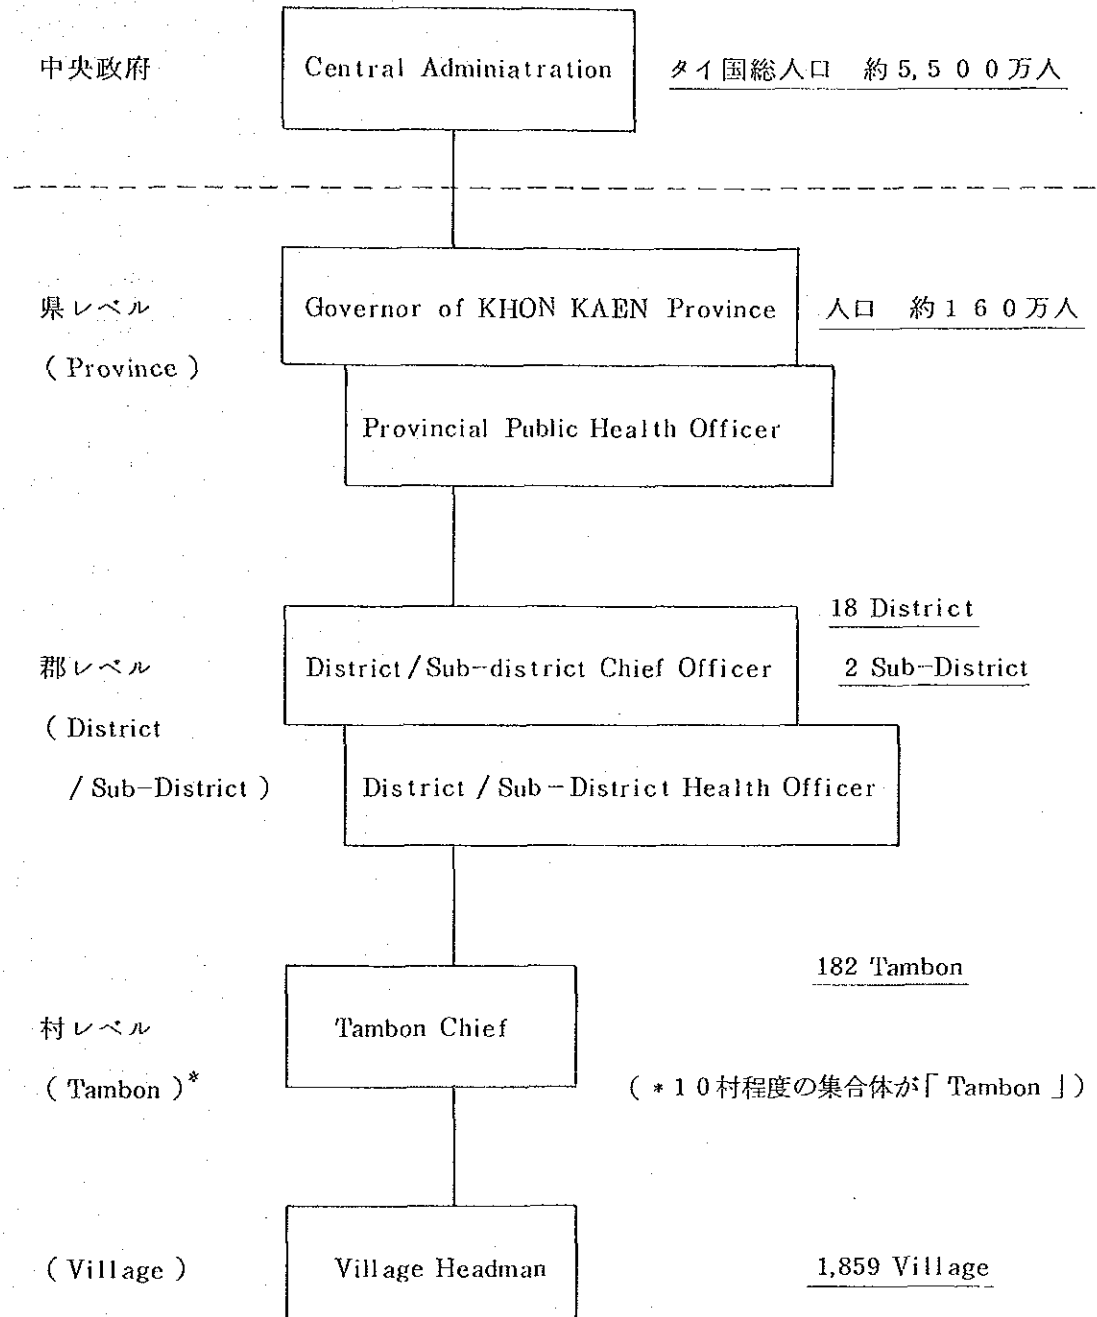 中央政府 Central Adminiatration タイ国総人口 約5,500万人
県レベル Governor of KHON KAEN Province 人口 約160万人
( Province )
Provincial Public Health Officer
18 District
郡レベル District / Sub-district Chief Officer 2 Sub-District
( District
/ Sub-District ) District / Sub-District Health Officer
182 Tambon
村レベル Tambon Chief
( Tambon )* ( * 10村程度の集合体が「 Tambon 」)
( Village ) Village Headman 1,859 Village